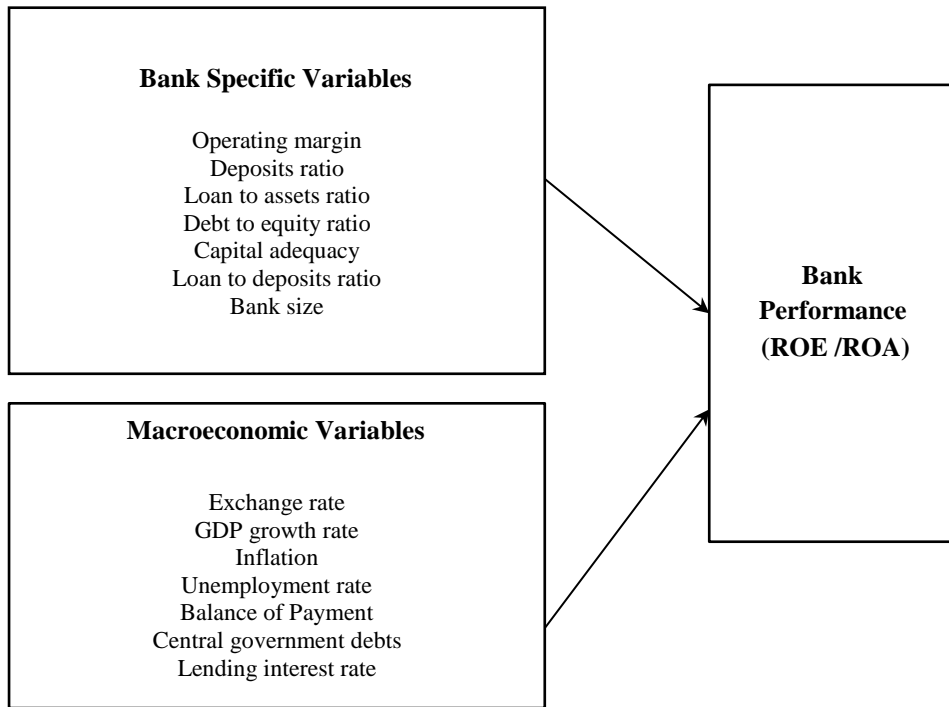 Bank Specific Variables
Operating margin
Deposits ratio
Loan to assets ratio
Debt to equity ratio
Capital adequacy
Loan to deposits ratio
Bank size
Macroeconomic Variables
Exchange rate
GDP growth rate
Inflation
Unemployment rate
Balance of Payment
Central government debts
Lending interest rate
Bank
Performance
(ROE /ROA)